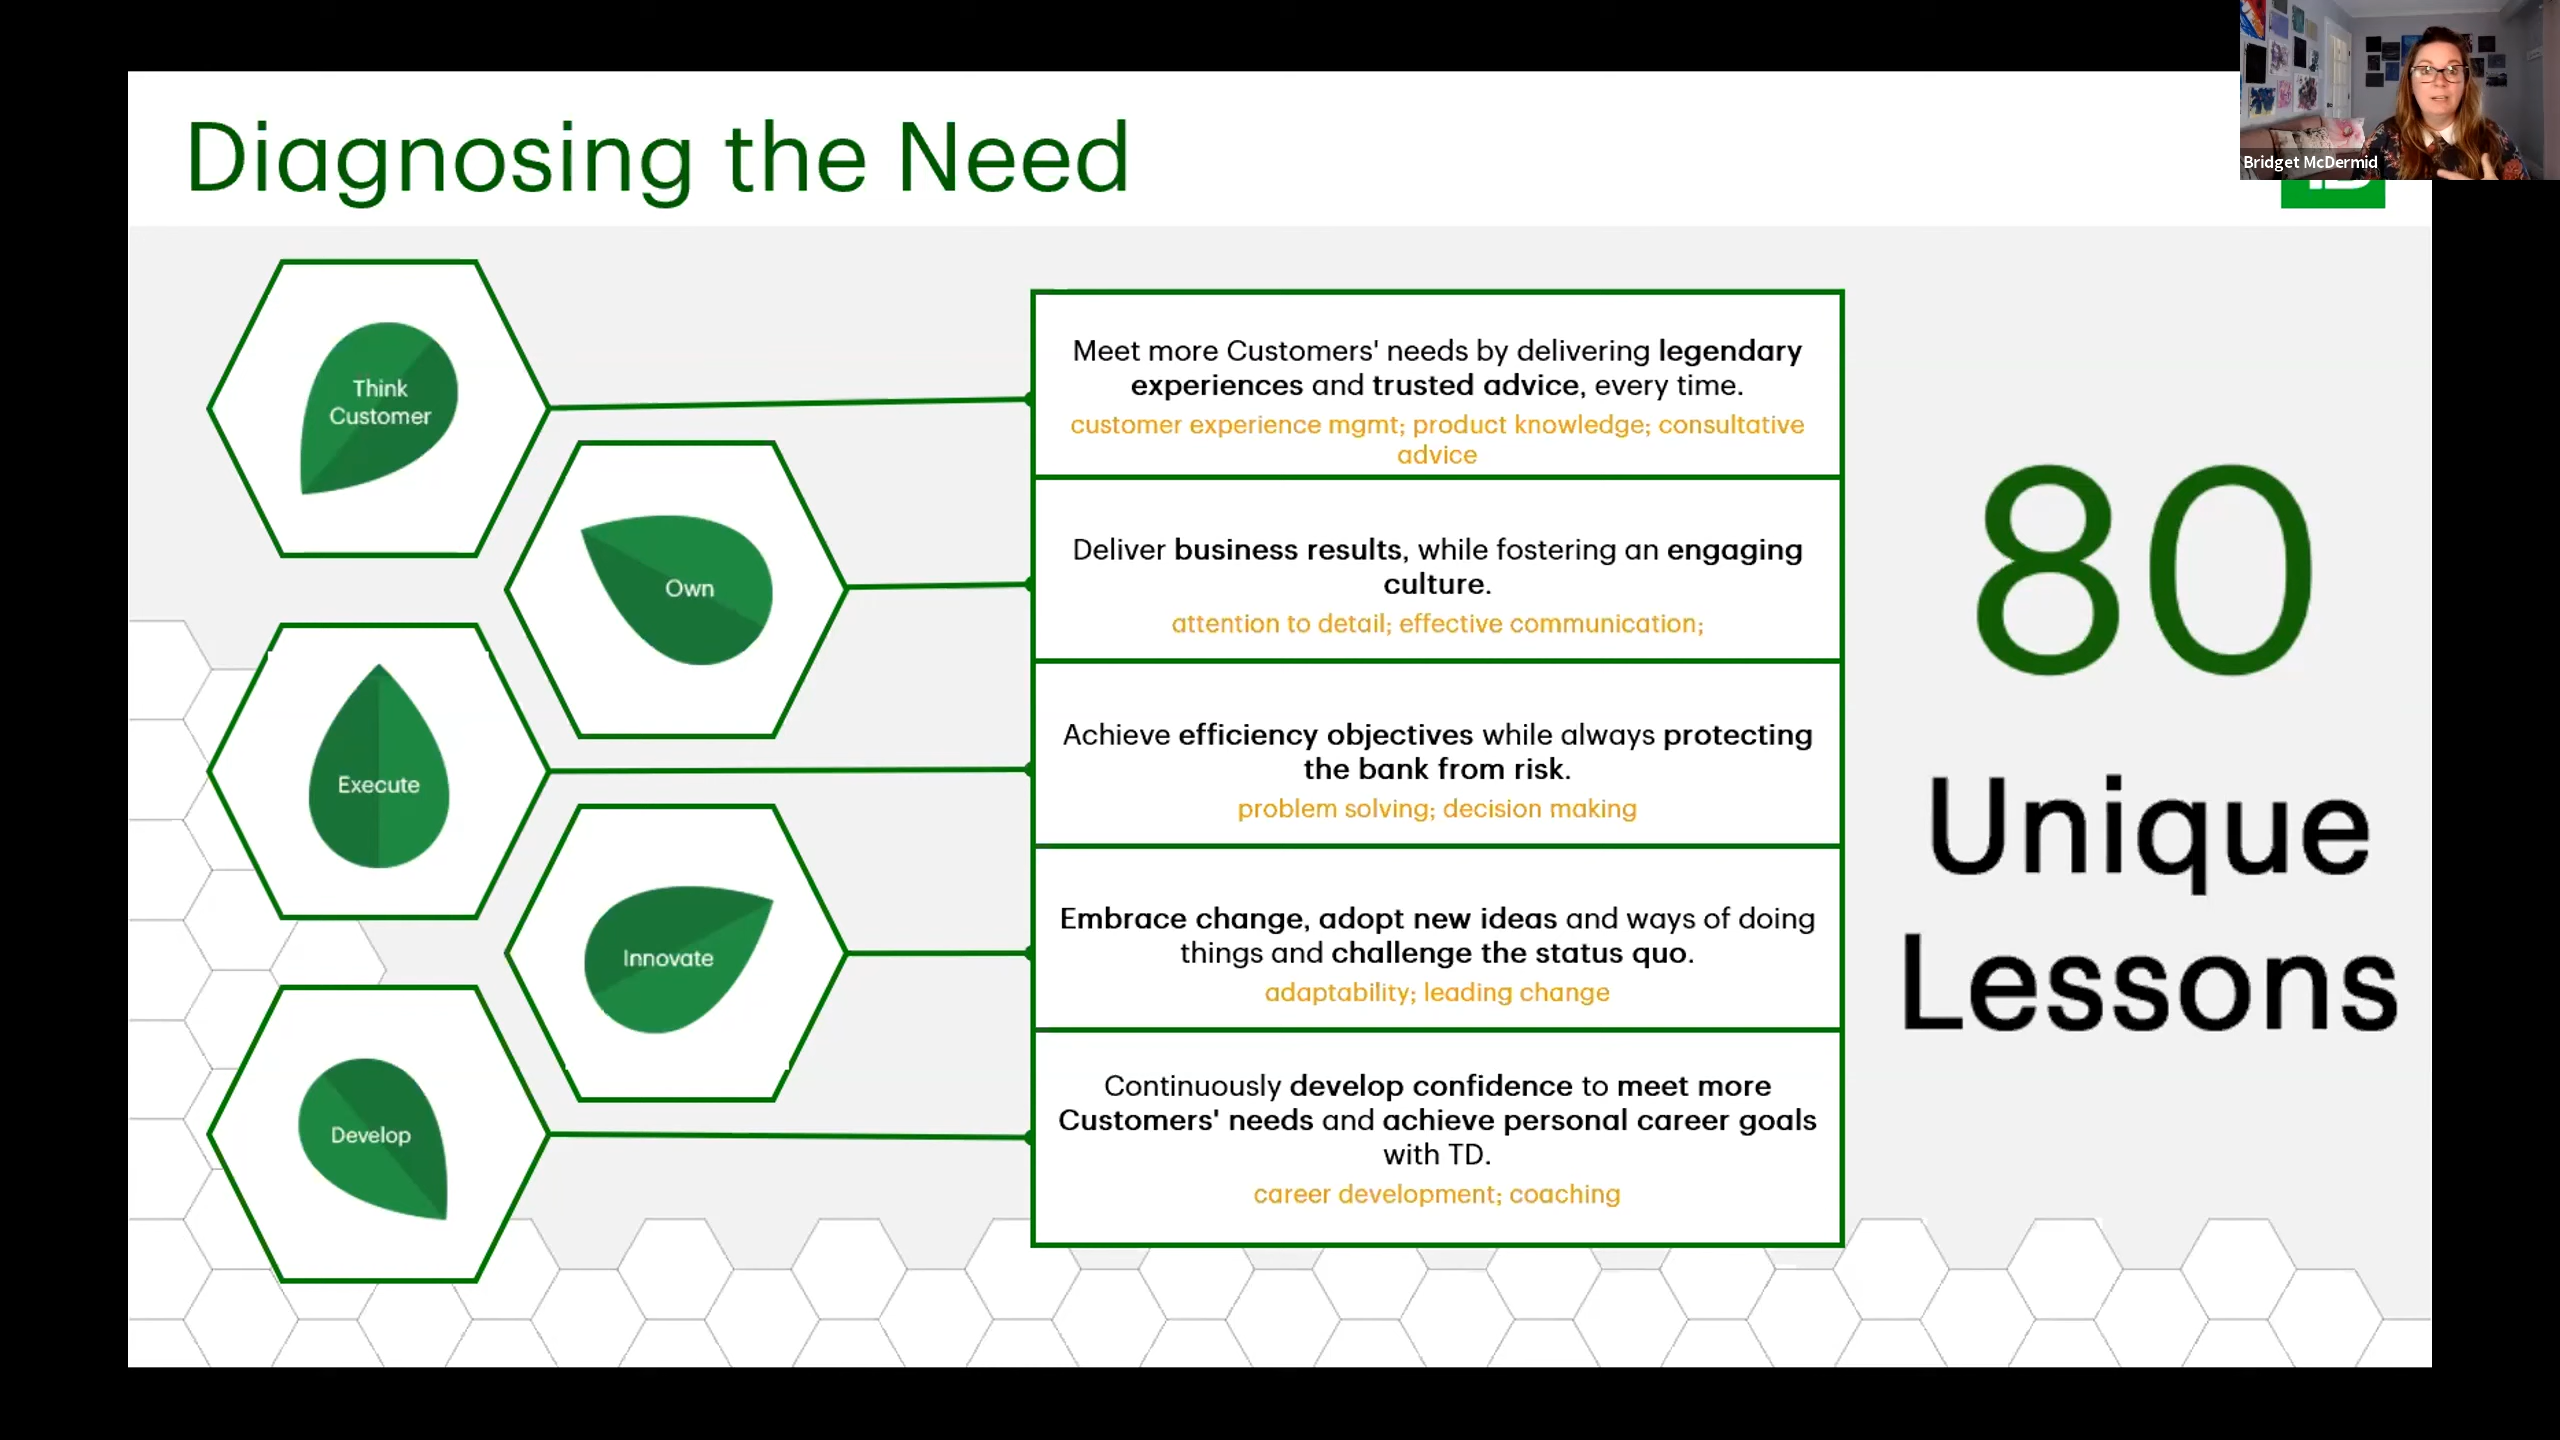 Diagnosing the Need
Bridget McDermid
Think
Customer
Meet more Customers' needs by delivering legendary
experiences and trusted advice, every time.
customer experience mgmt; product knowledge; consultative
advice
Own
Deliver business results, while fostering an engaging
culture.
attention to detail; effective communication;
Execute
Achieve efficiency objectives while always protecting
the bank from risk.
problem solving; decision making
Innovate
Embrace change, adopt new ideas and ways of doing
things and challenge the status quo.
adaptability; leading change
Develop
Continuously develop confidence to meet more
Customers' needs and achieve personal career goals
with TD.
career development; coaching
80
Unique
Lessons